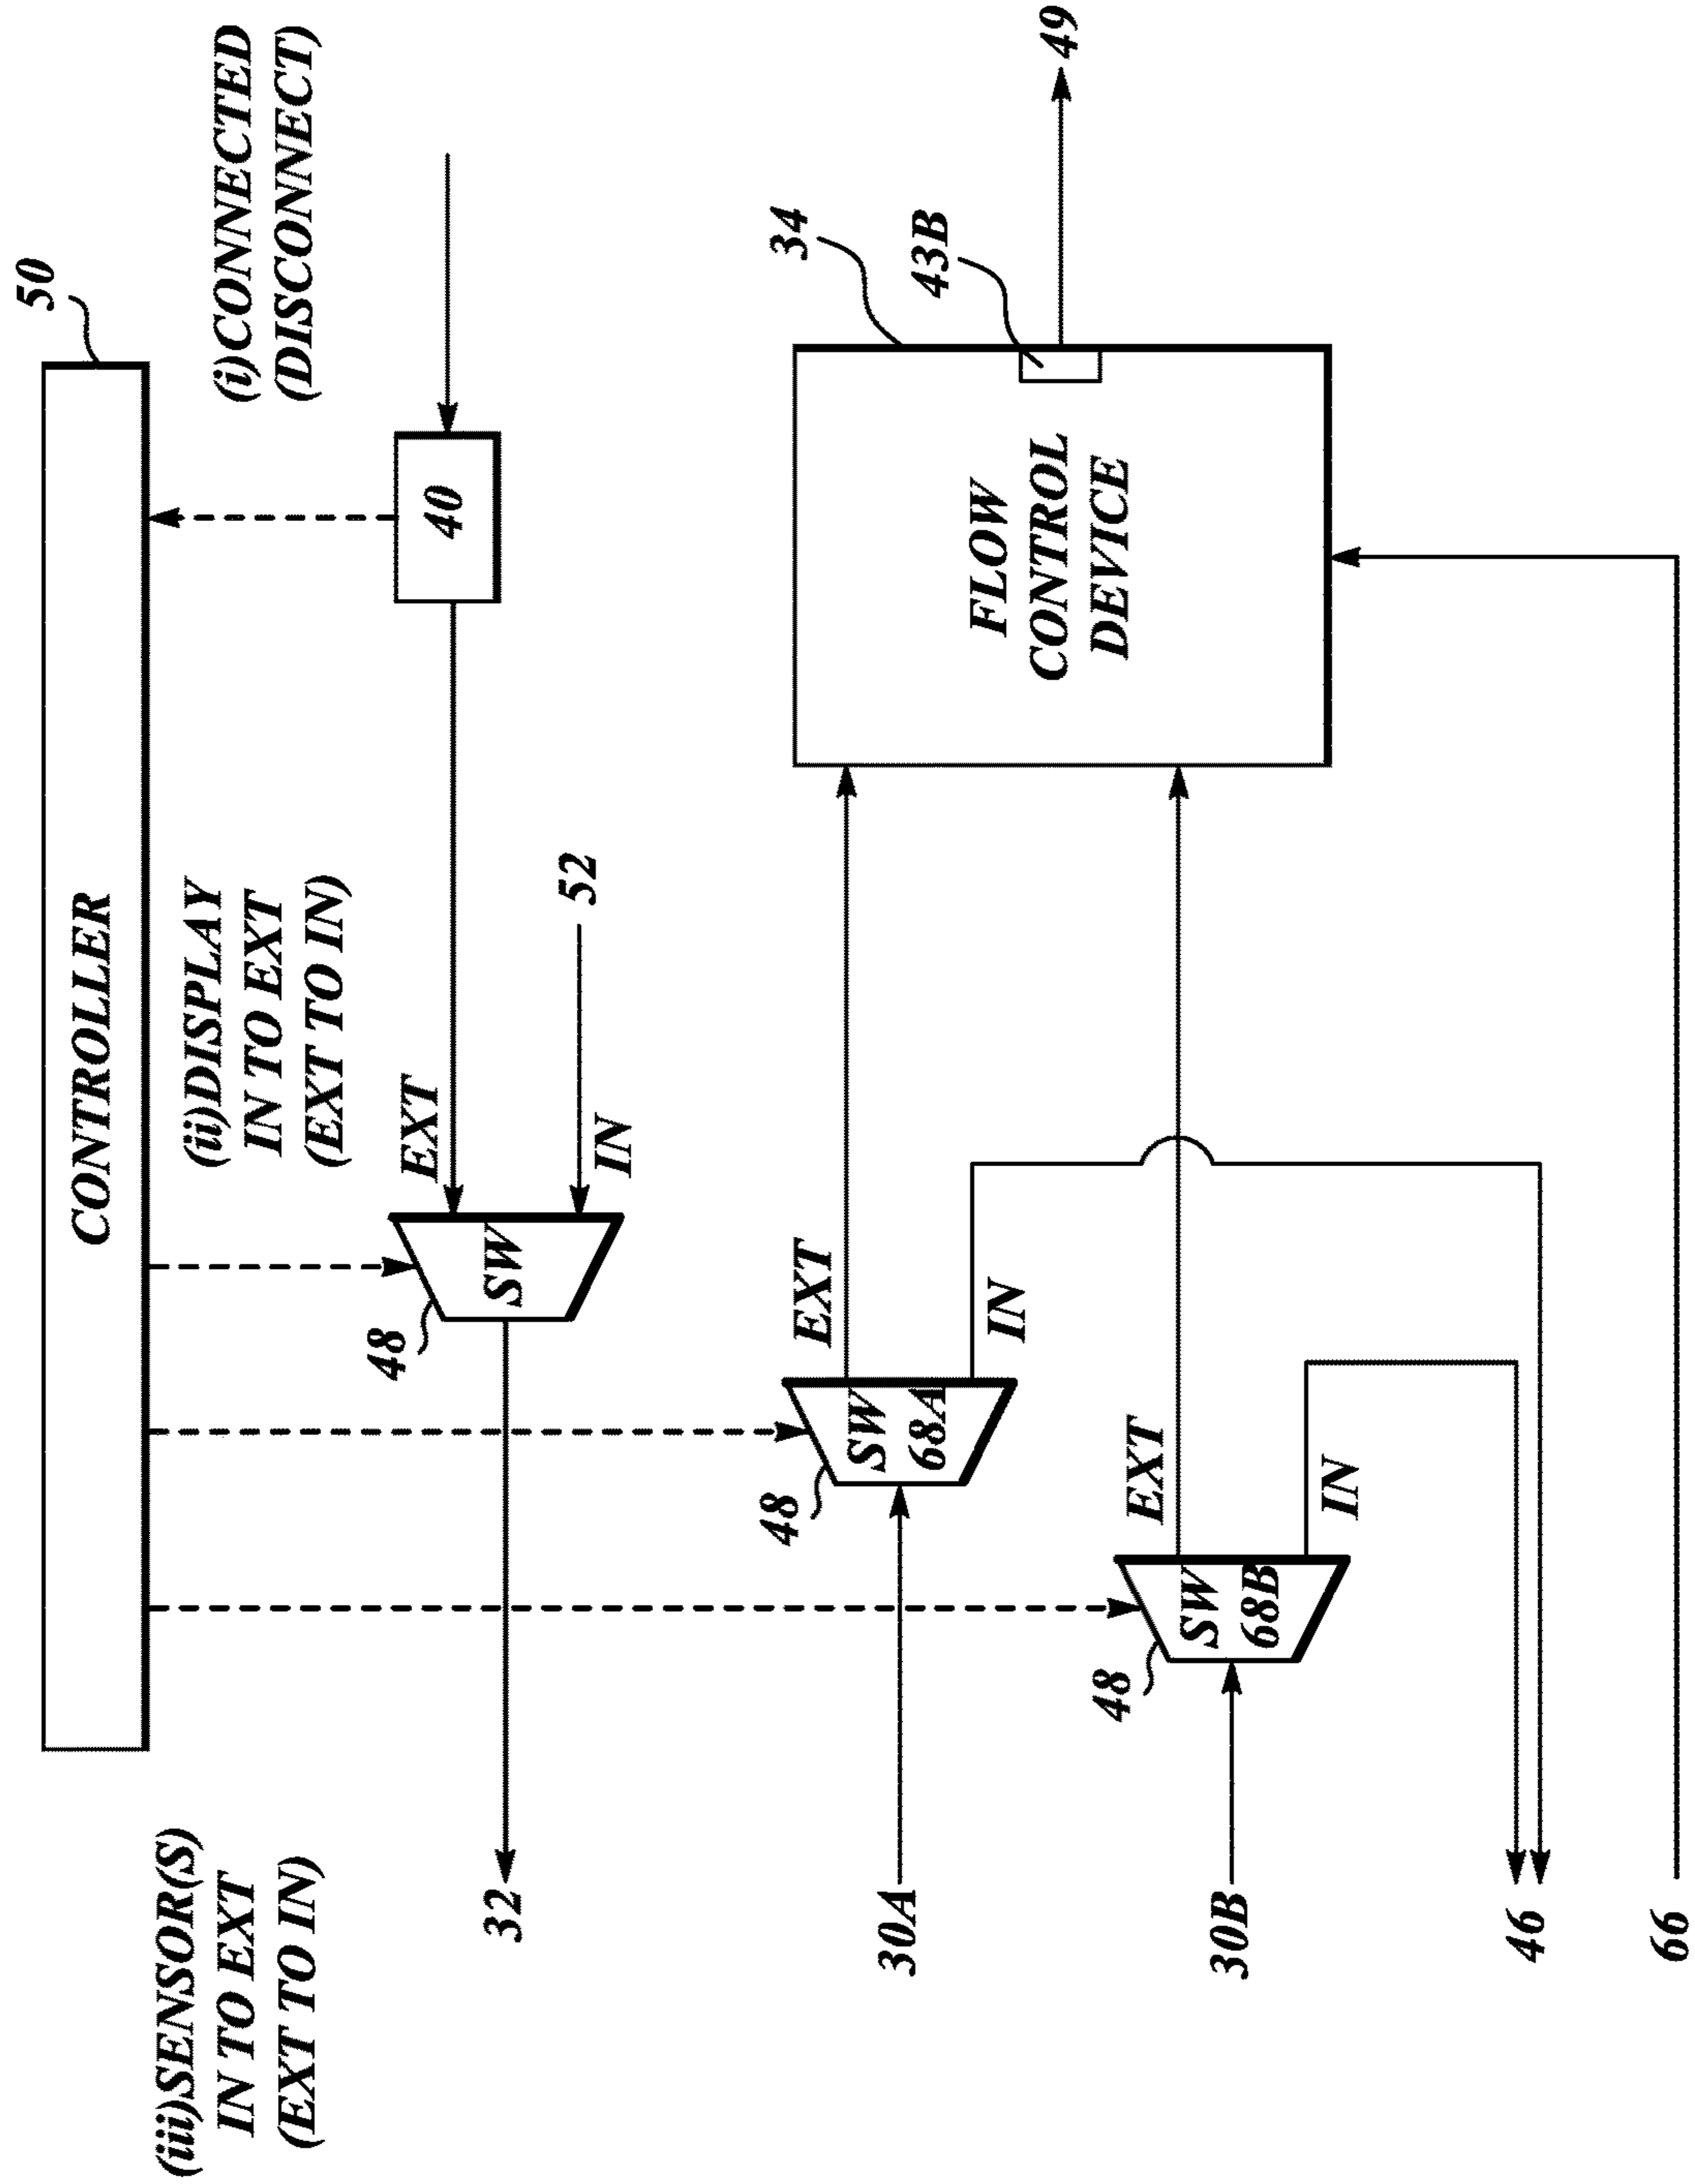 50
CONTROLLER
(iii)SENSOR(S)
IN TO EXT
(EXT TO IN)
(ii)DISPLAY
IN TO EXT
(EXT TO IN)
(i)CONNECTED
(DISCONNECT)
40
48
SW
EXT
IN
52
32
34
43B
49
FLOW
CONTROL
DEVICE
48
SW
68A
EXT
IN
30A
48
SW
68B
EXT
IN
30B
46
66